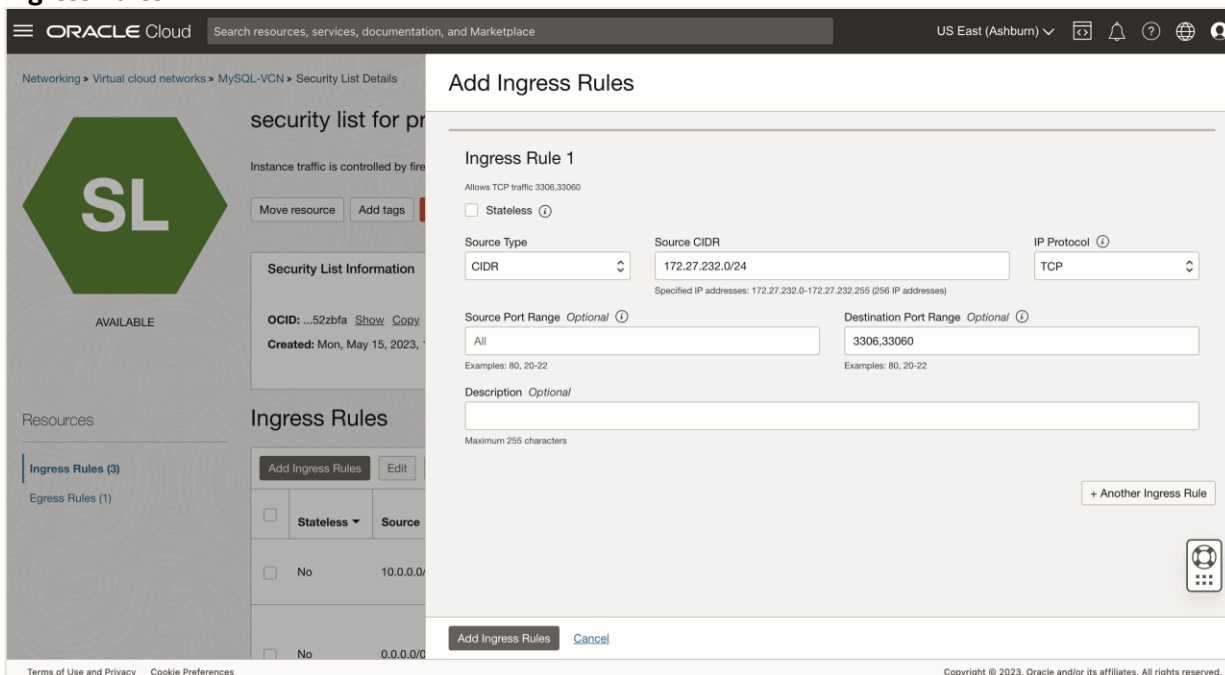 ORACLE Cloud
Search resources, services, documentation, and Marketplace
US East (Ashburn)
Networking » Virtual cloud networks » MySQL-VCN » Security List Details
SL
AVAILABLE
security list for pr
Instance traffic is controlled by fire
Move resource
Add tags
Security List Information
OCID: ...52zbfa Show Copy
Created: Mon, May 15, 2023,
Resources
Ingress Rules (3)
Egress Rules (1)
Ingress Rules
Add Ingress Rules
Edit
Stateless
Source
No
10.0.0.0/
No
0.0.0.0/0
Add Ingress Rules
Ingress Rule 1
Allows TCP traffic 3306,33060
Stateless
Source Type
CIDR
Source CIDR
172.27.232.0/24
Specified IP addresses: 172.27.232.0-172.27.232.255 (256 IP addresses)
IP Protocol
TCP
Source Port Range Optional
All
Examples: 80, 20-22
Destination Port Range Optional
3306,33060
Examples: 80, 20-22
Description Optional
Maximum 255 characters
+ Another Ingress Rule
Add Ingress Rules
Cancel
Terms of Use and Privacy
Cookie Preferences
Copyright © 2023, Oracle and/or its affiliates. All rights reserved.